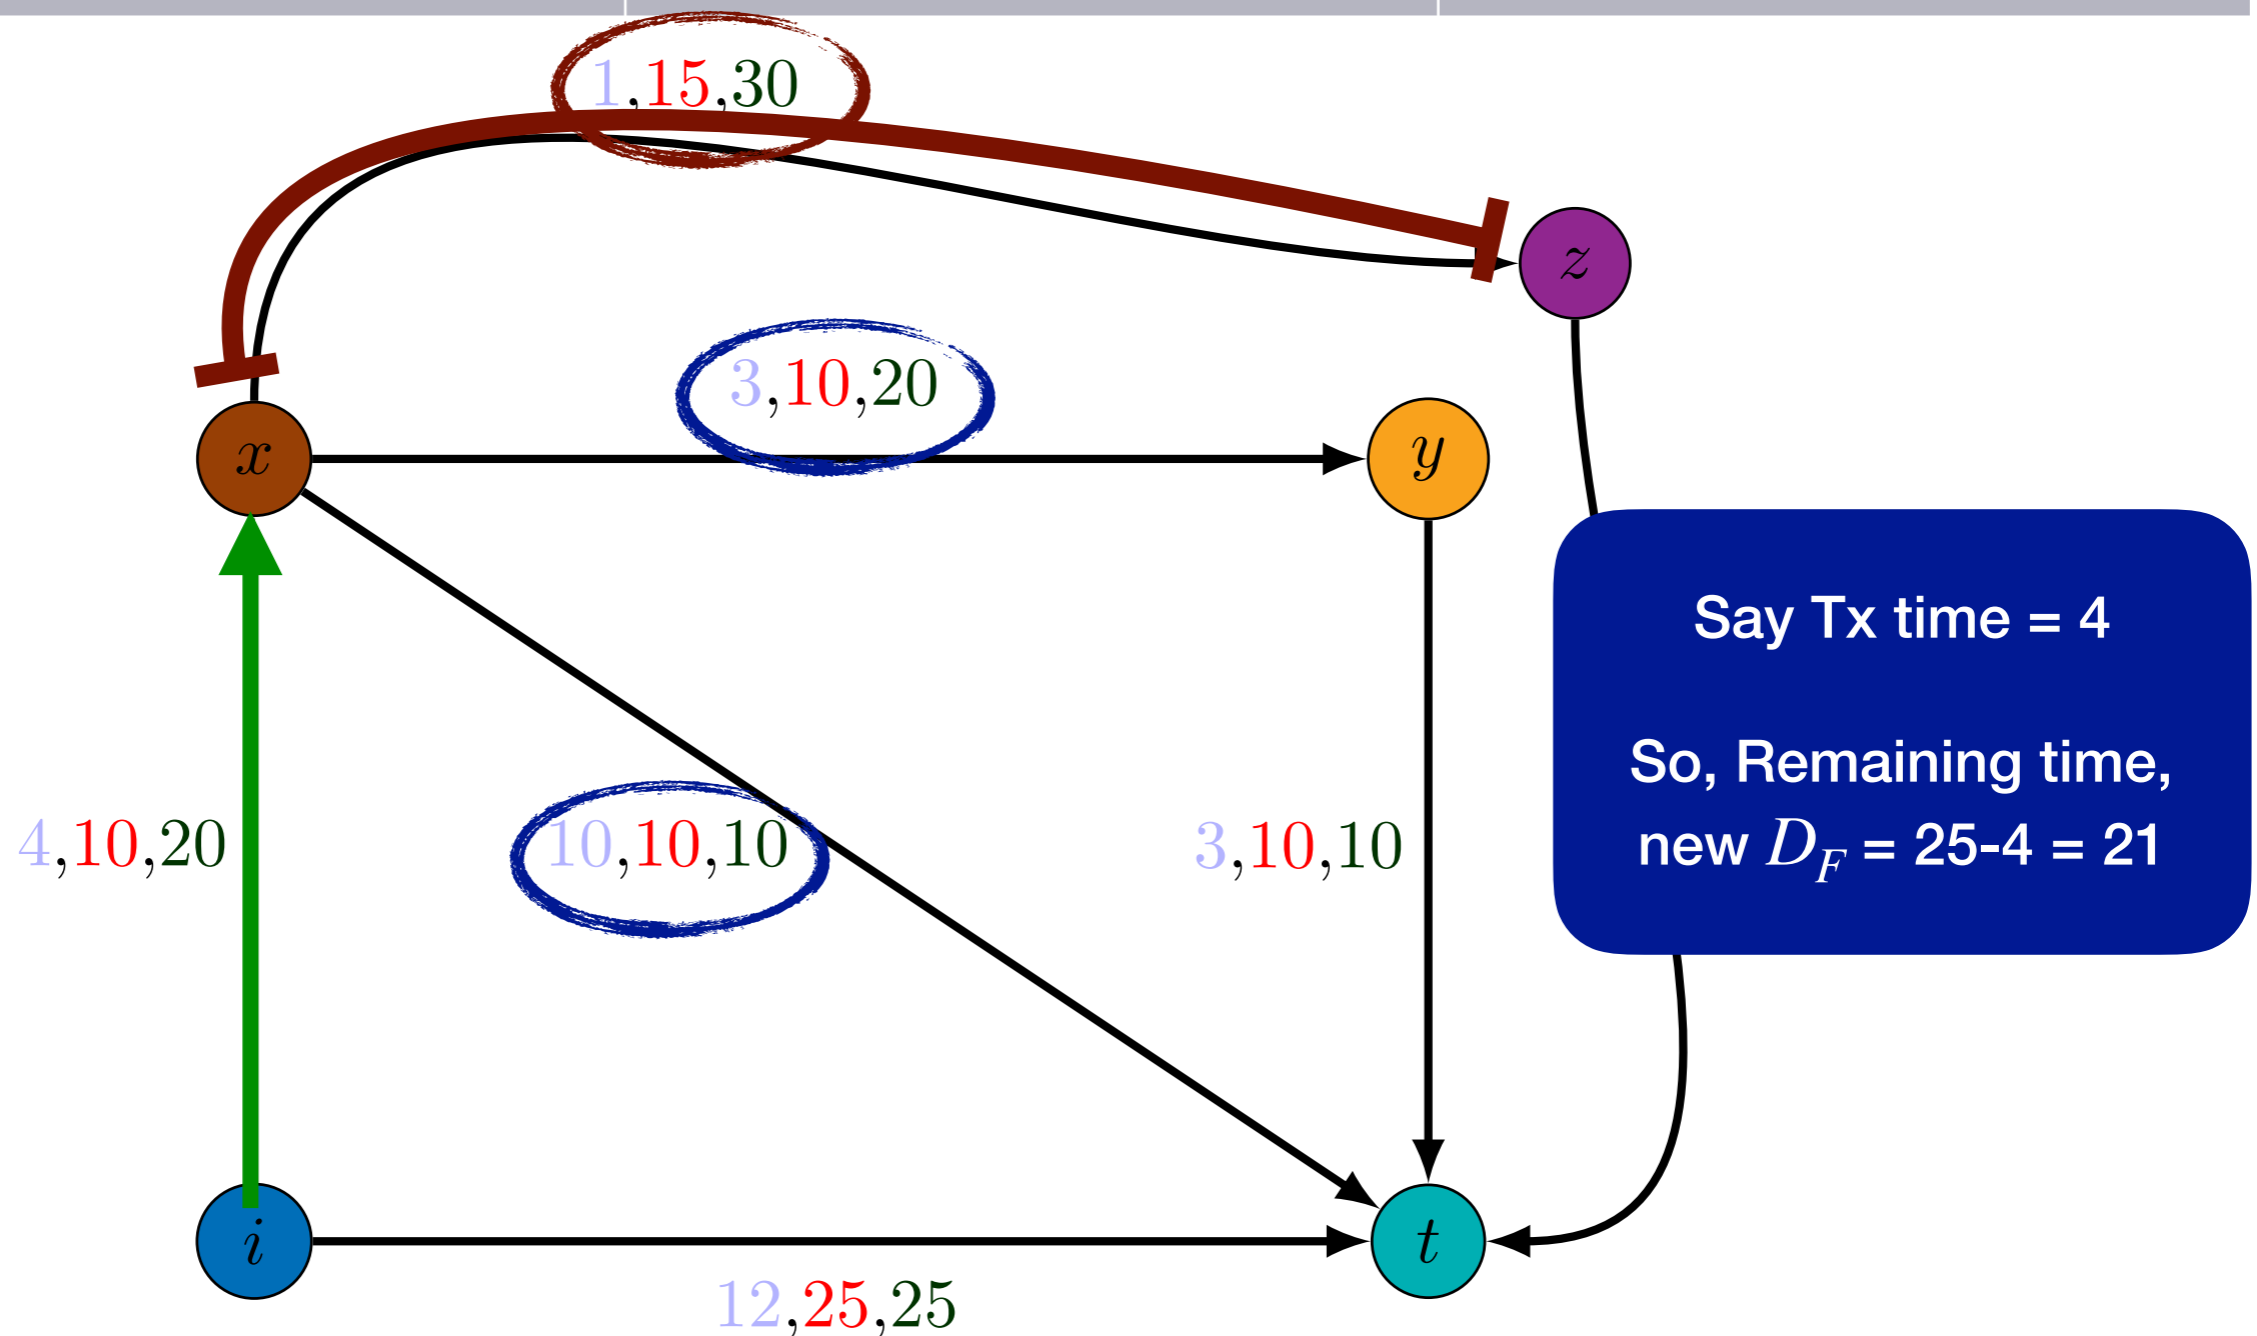 1,15,30
z
3,10,20
x
y
Say Tx time = 4
So, Remaining time,
new D_F = 25-4 = 21
4,10,20
10,10,10
3,10,10
i
t
12,25,25